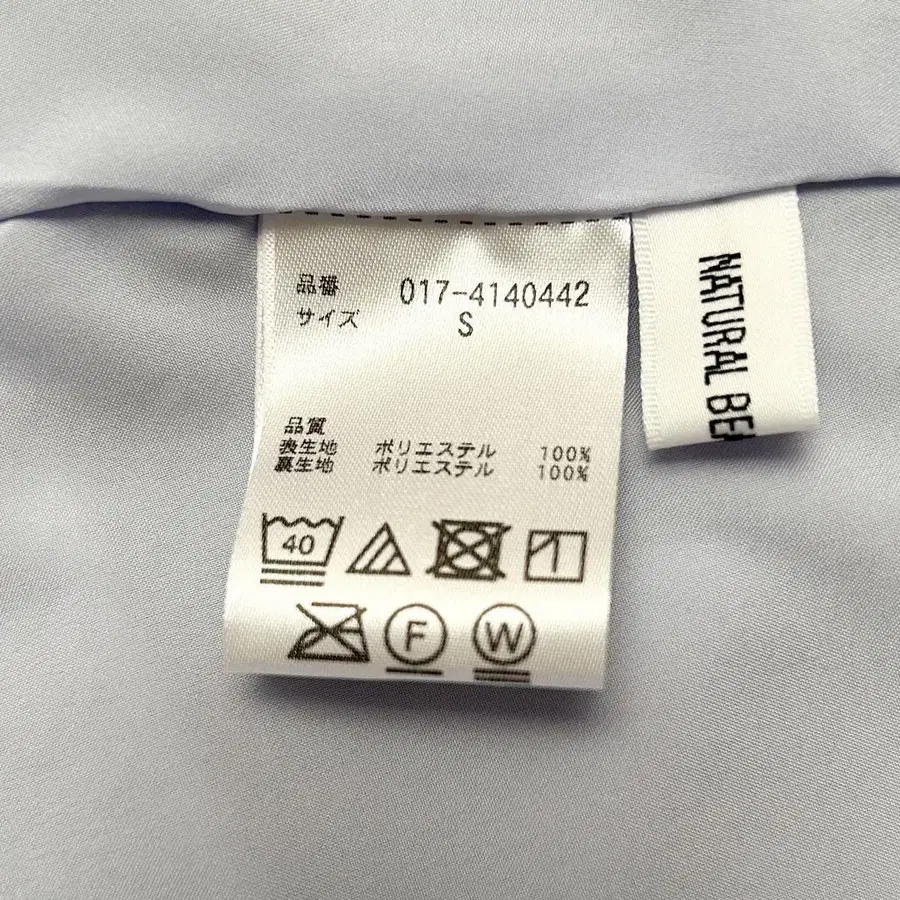 品番 017-4140442
サイズ S
品質
表生地 ポリエステル 100%
裏生地 ポリエステル 100%
40
F W
NATURAL BEA